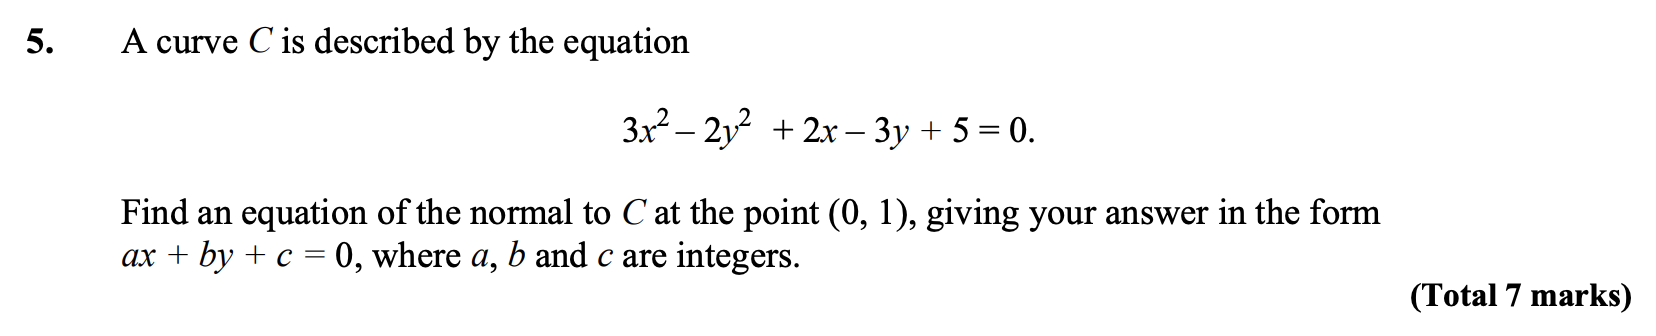 5. A curve C is described by the equation
3x² – 2y² + 2x – 3y + 5 = 0.
Find an equation of the normal to C at the point (0, 1), giving your answer in the form
ax + by + c = 0, where a, b and c are integers.
(Total 7 marks)